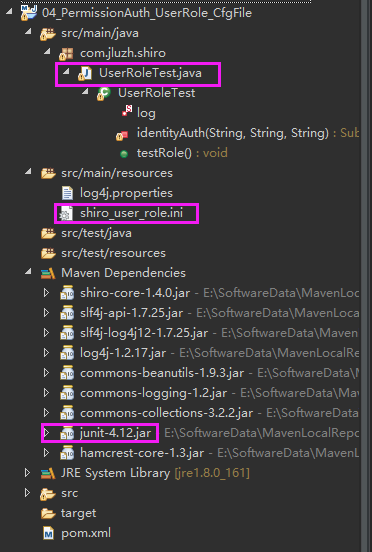 04_PermissionAuth_UserRole_CfgFile
src/main/java
com.jluzh.shiro
UserRoleTest.java
UserRoleTest
log
identityAuth(String, String, String) : Sub
testRole() : void
src/main/resources
log4j.properties
shiro_user_role.ini
src/test/java
src/test/resources
Maven Dependencies
shiro-core-1.4.0.jar - E:\SoftwareData\MavenLoca
slf4j-api-1.7.25.jar - E:\SoftwareData\MavenLocal
slf4j-log4j12-1.7.25.jar - E:\SoftwareData\Maven
log4j-1.2.17.jar - E:\SoftwareData\MavenLocalRe
commons-beanutils-1.9.3.jar - E:\SoftwareData\
commons-logging-1.2.jar - E:\SoftwareData\Mav
commons-collections-3.2.2.jar - E:\SoftwareDat
junit-4.12.jar - E:\SoftwareData\MavenLocalRepo
hamcrest-core-1.3.jar - E:\SoftwareData\Maven
JRE System Library [jre1.8.0_161]
src
target
pom.xml